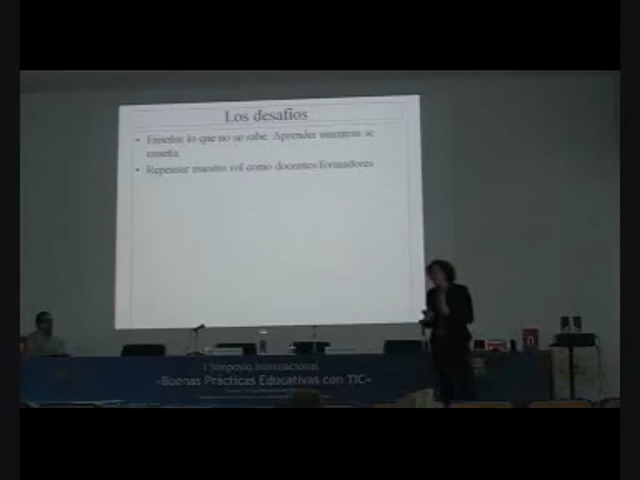 Los desafíos
• Enseñar lo que no se sabe. Aprender mientras se
enseña
• Repensar nuestro rol como docentes/formadores
I Simposio Internacional
«Buenas Prácticas Educativas con TIC»